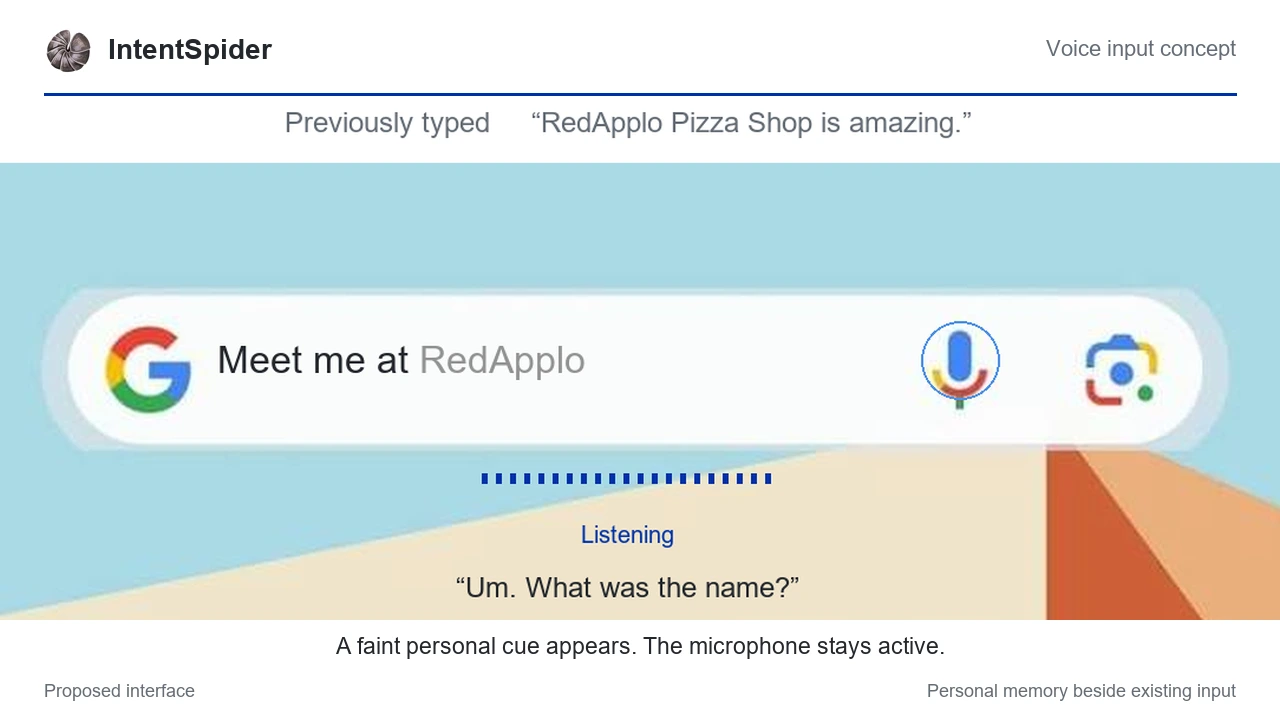 IntentSpider
Voice input concept
Previously typed “RedApplo Pizza Shop is amazing.”
Meet me at RedApplo
Listening
“Um. What was the name?”
A faint personal cue appears. The microphone stays active.
Proposed interface
Personal memory beside existing input